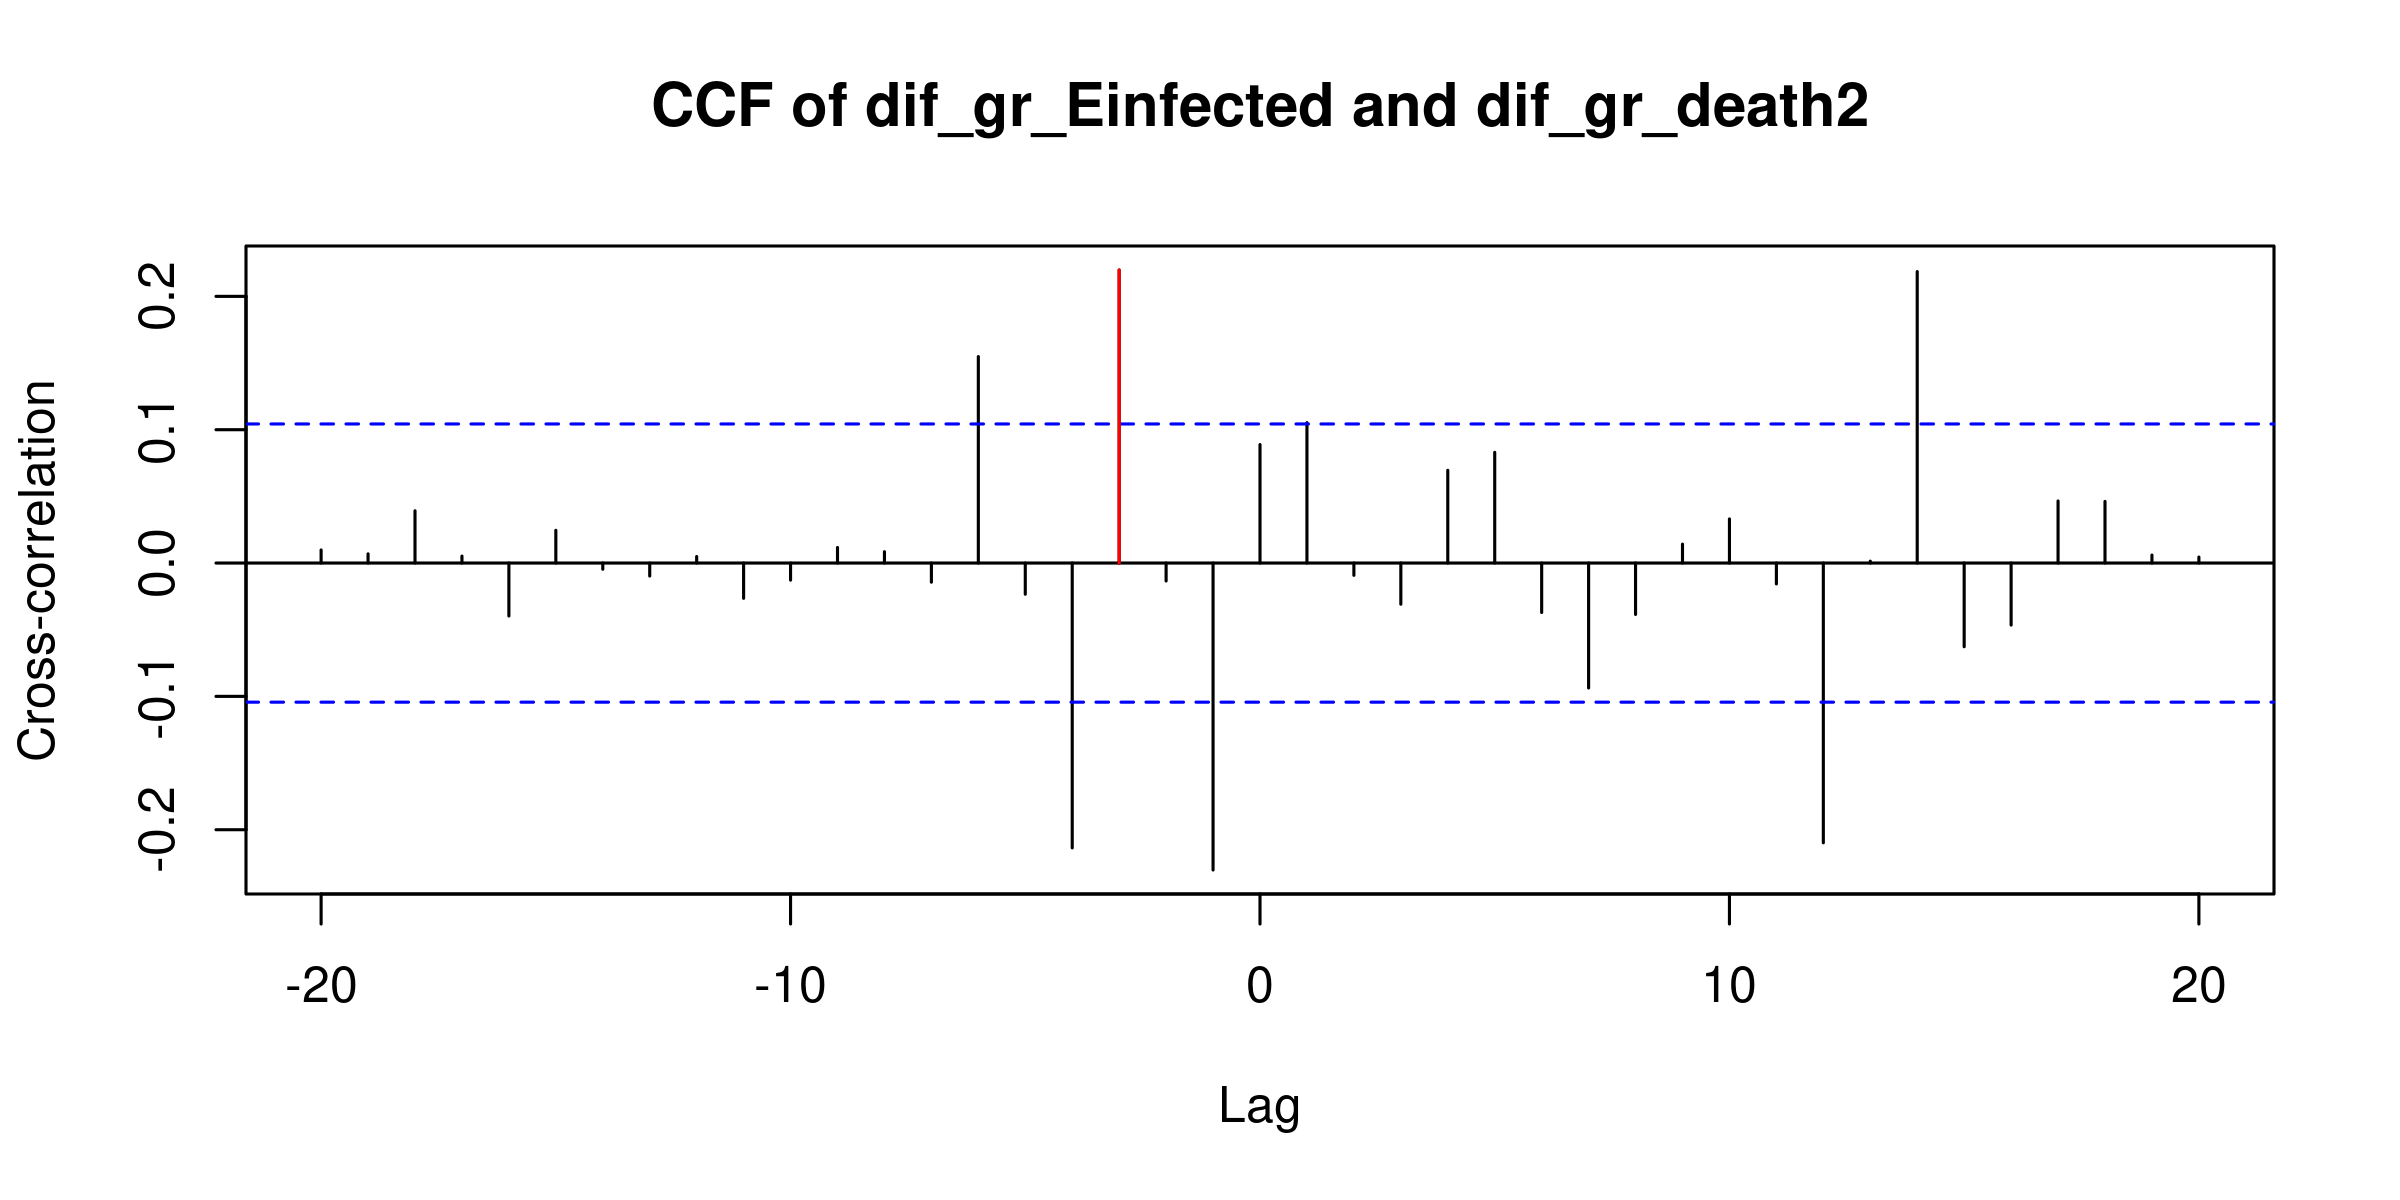 CCF of dif_gr_Einfected and dif_gr_death2
Cross-correlation
0.2
0.1
0.0
-0.1
-0.2
-20 -10 0 10 20
Lag